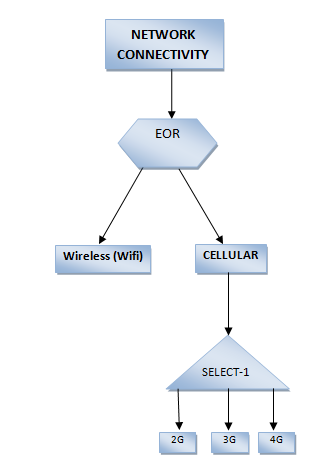 NETWORK
CONNECTIVITY
EOR
Wireless (Wifi)
CELLULAR
SELECT-1
2G
3G
4G